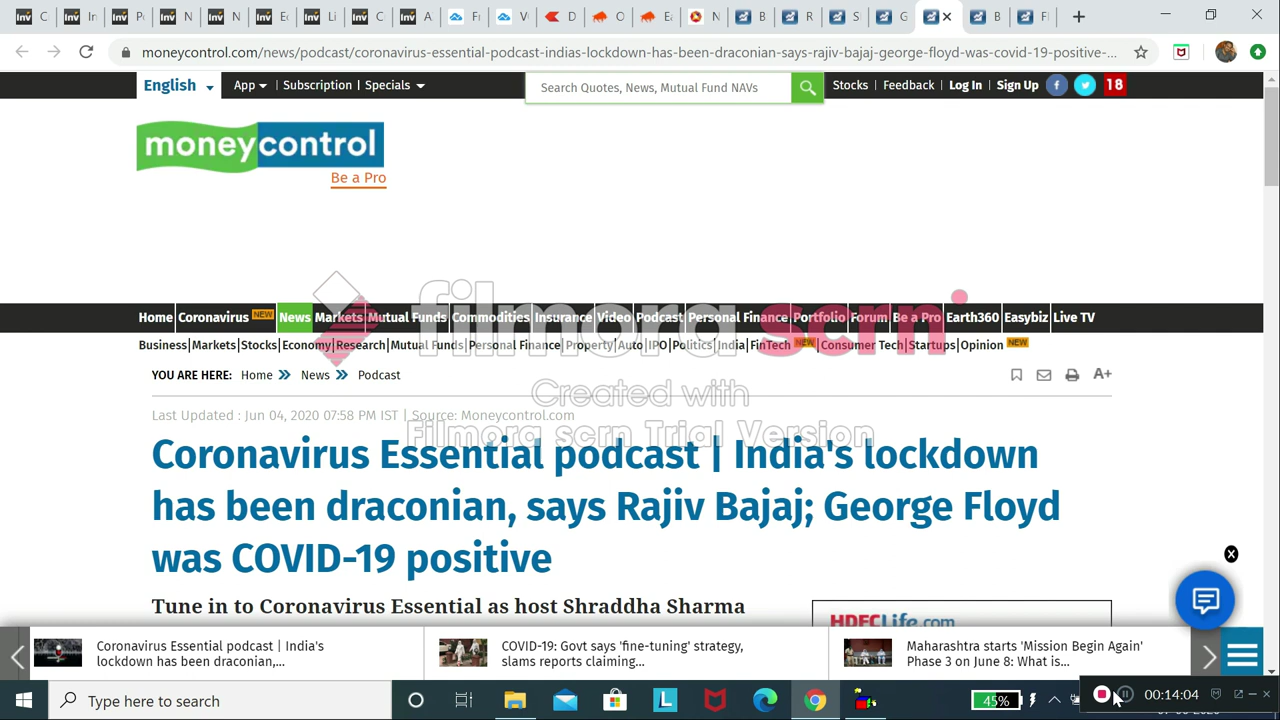 moneycontrol.com/news/podcast/coronavirus-essential-podcast-indias-lockdown-has-been-draconian-says-rajiv-bajaj-george-floyd-was-covid-19-positive-...
English
App
Subscription
Specials
Search Quotes, News, Mutual Fund NAVs
Stocks
Feedback
Log In
Sign Up
18
moneycontrol
Be a Pro
Home Coronavirus NEW News Markets Mutual Funds Commodities Insurance Video Podcast Personal Finance Portfolio Forum Be a Pro Earth360 Easybiz Live TV
Business|Markets|Stocks|Economy|Research|Mutual Funds|Personal Finance|Property|Auto|IPO|Politics|India|FinTech NEW |Consumer Tech|Startups|Opinion NEW
filmora scrn
YOU ARE HERE: Home News Podcast
A+
Created with
Last Updated : Jun 04, 2020 07:58 PM IST | Source: Moneycontrol.com
Filmora scrn Trial Version
Coronavirus Essential podcast | India's lockdown
has been draconian, says Rajiv Bajaj; George Floyd
was COVID-19 positive
Tune in to Coronavirus Essential as host Shraddha Sharma
HDFCLife.com
Coronavirus Essential podcast | India's
lockdown has been draconian,...
COVID-19: Govt says 'fine-tuning' strategy,
slams reports claiming...
Maharashtra starts 'Mission Begin Again'
Phase 3 on June 8: What is...
Type here to search
45%
00:14:04